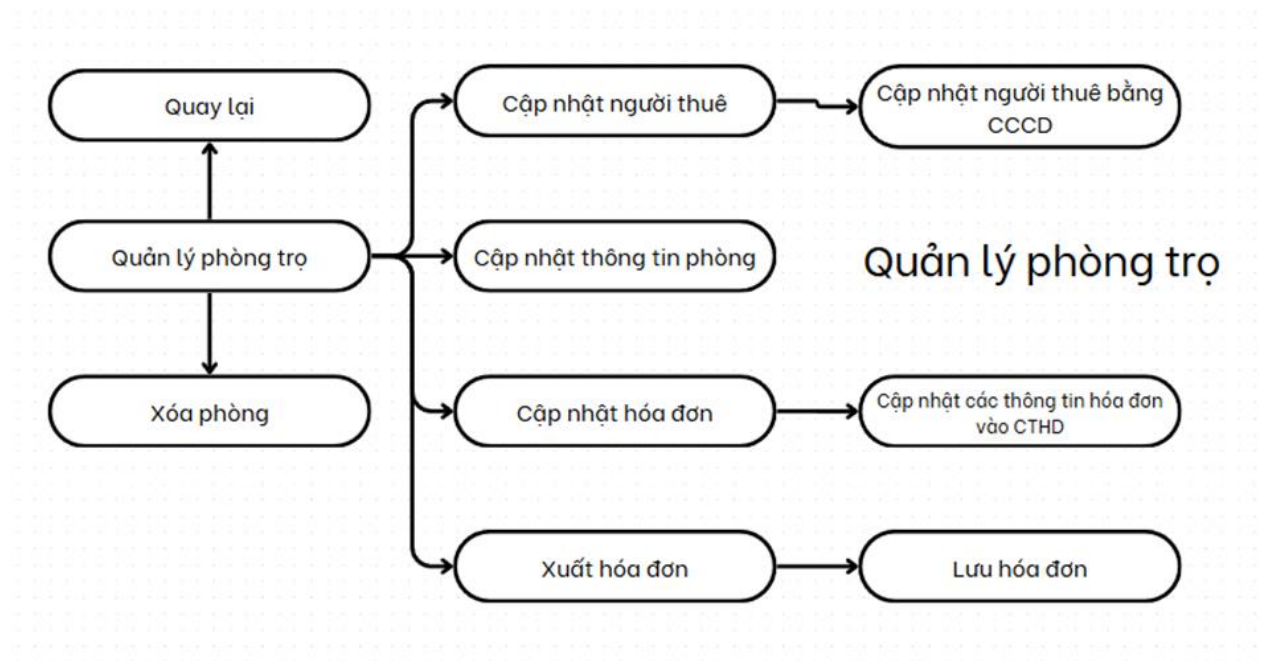 Quay lại
Cập nhật người thuê
Cập nhật người thuê bằng
CCCD
Quản lý phòng trọ
Cập nhật thông tin phòng
Quản lý phòng trọ
Xóa phòng
Cập nhật hóa đơn
Cập nhật các thông tin hóa đơn
vào CTHD
Xuất hóa đơn
Lưu hóa đơn